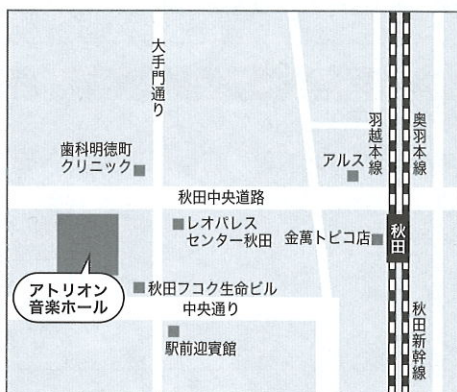 大手門通り
歯科明徳町
クリニック
羽越本線
奥羽本線
アルス
秋田中央道路
レオパレス
センター秋田
金萬トピコ店
秋田
アトリオン
音楽ホール
秋田フコク生命ビル
中央通り
駅前迎賓館
秋田新幹線